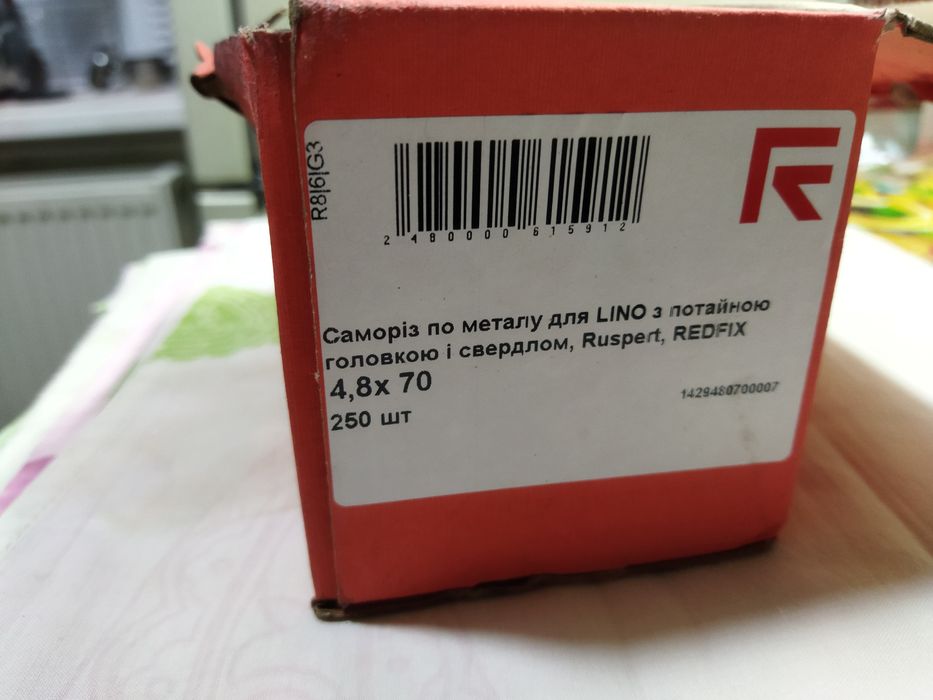 R8|6|G3
2 480000 615912
Саморіз по металу для LINO з потайною
головкою і свердлом, Ruspert, REDFIX
4,8x 70
1429480700007
250 шт